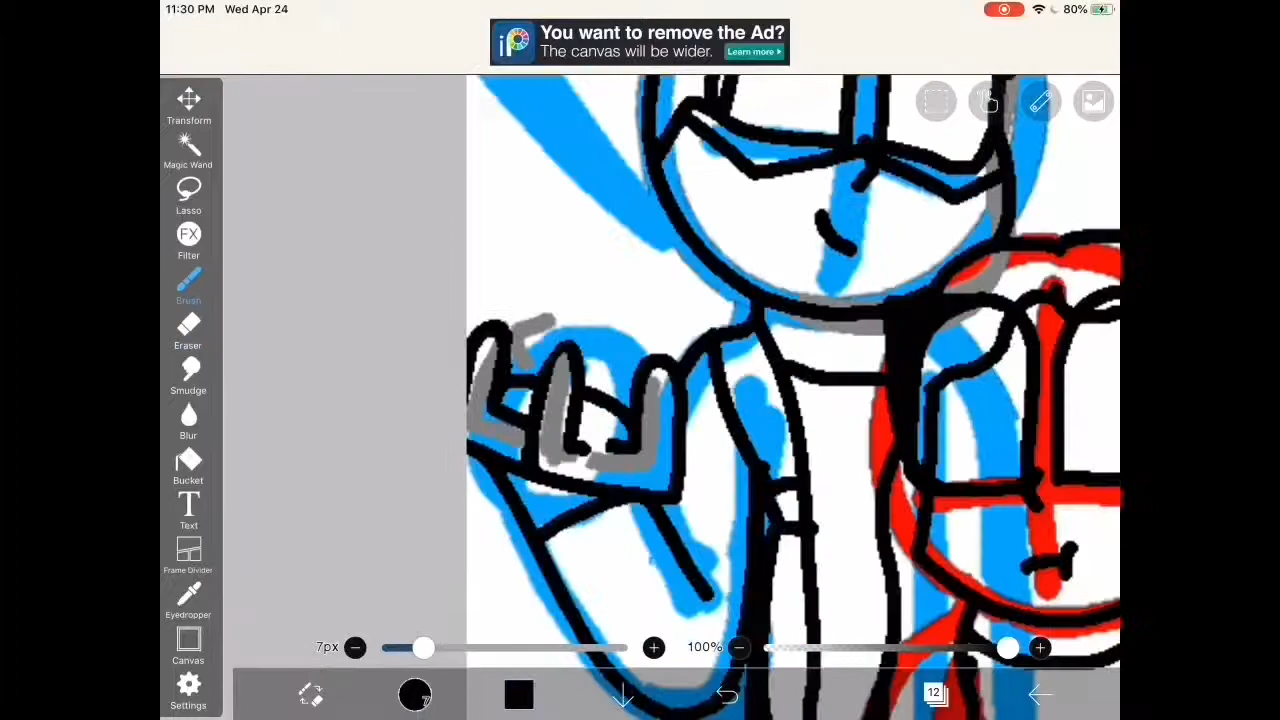 11:30 PM Wed Apr 24
80%
You want to remove the Ad?
The canvas will be wider.
Learn more
iP
Transform
Magic Wand
Lasso
FX
Filter
Brush
Eraser
Smudge
Blur
Bucket
T
Text
Frame Divider
Eyedropper
Canvas
Settings
7px
100%
7
12